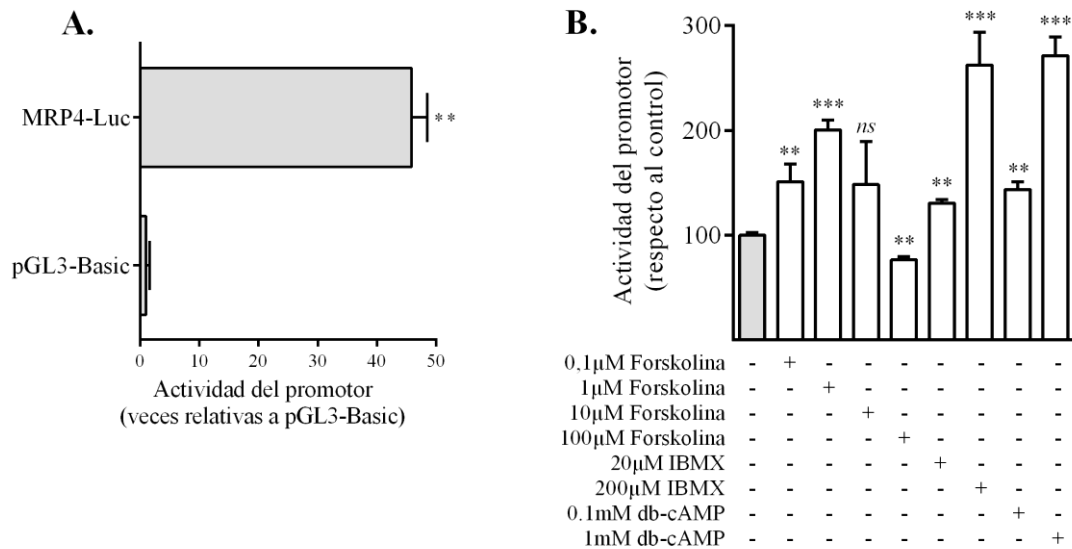 A.
MRP4-Luc
**
pGL3-Basic
0 10 20 30 40 50
Actividad del promotor
(veces relativas a pGL3-Basic)
B.
Actividad del promotor
(respecto al control)
300
200
100
** *** ns ** ** *** ** ***
0,1µM Forskolina - + - - - - - - -
1µM Forskolina - - + - - - - - -
10µM Forskolina - - - + - - - - -
100µM Forskolina - - - - + - - - -
20µM IBMX - - - - - + - - -
200µM IBMX - - - - - - + - -
0.1mM db-cAMP - - - - - - - + -
1mM db-cAMP - - - - - - - - +